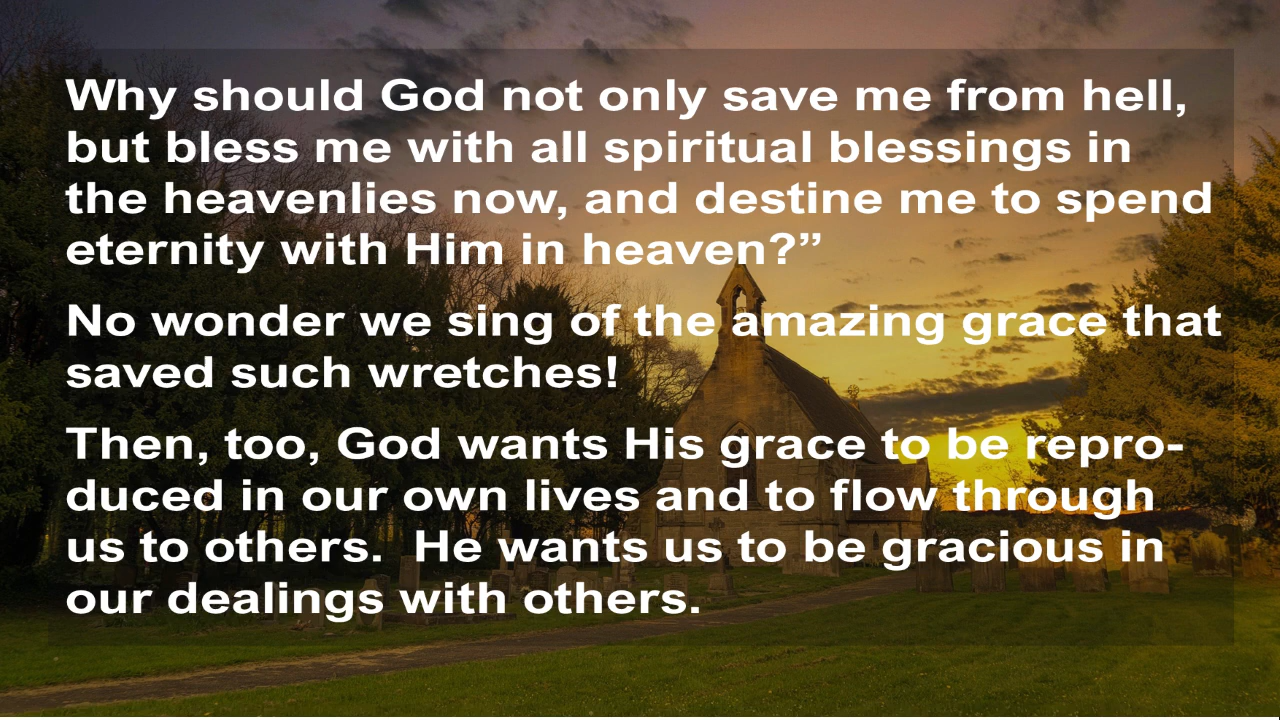 Why should God not only save me from hell,
but bless me with all spiritual blessings in
the heavenlies now, and destine me to spend
eternity with Him in heaven?”
No wonder we sing of the amazing grace that
saved such wretches!
Then, too, God wants His grace to be repro-
duced in our own lives and to flow through
us to others.  He wants us to be gracious in
our dealings with others.